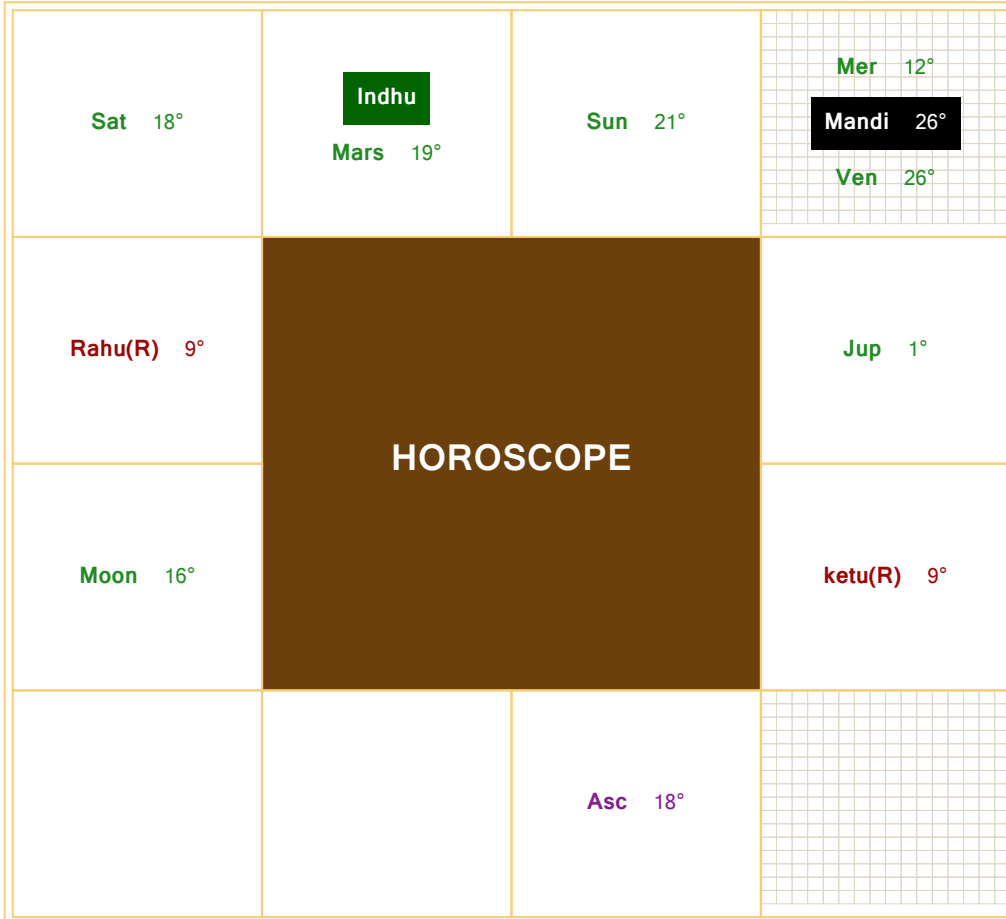 Sat 18°
Indhu
Mars 19°
Sun 21°
Mer 12°
Mandi 26°
Ven 26°
Rahu(R) 9°
Jup 1°
HOROSCOPE
Moon 16°
ketu(R) 9°
Asc 18°